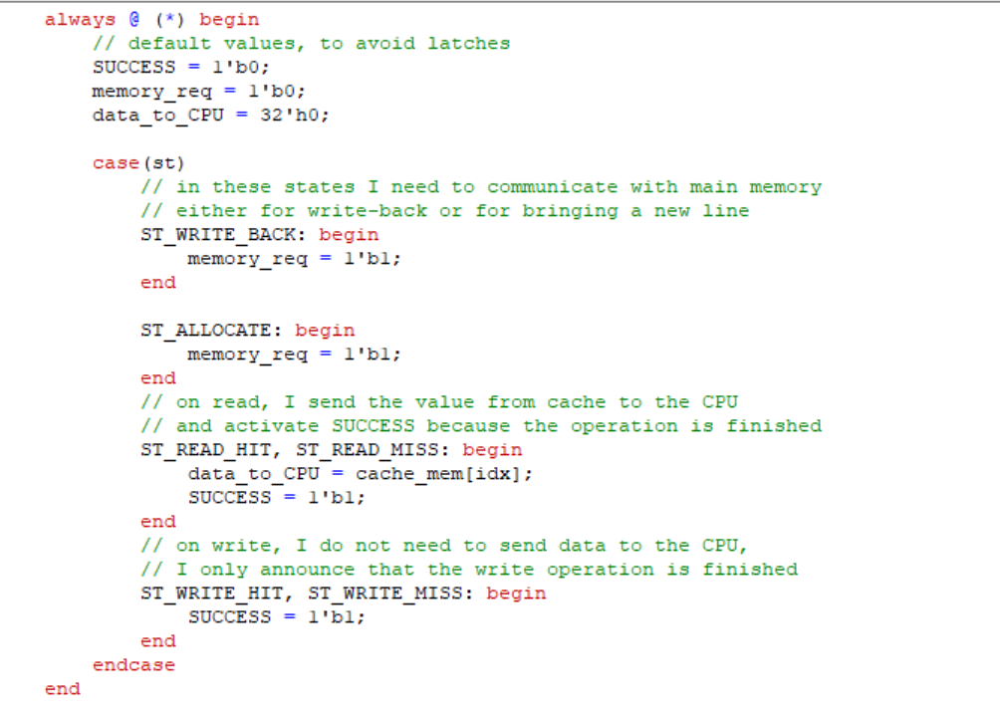 always @ (*) begin
    // default values, to avoid latches
    SUCCESS = 1'b0;
    memory_req = 1'b0;
    data_to_CPU = 32'h0;

    case(st)
        // in these states I need to communicate with main memory
        // either for write-back or for bringing a new line
        ST_WRITE_BACK: begin
            memory_req = 1'b1;
        end

        ST_ALLOCATE: begin
            memory_req = 1'b1;
        end
        // on read, I send the value from cache to the CPU
        // and activate SUCCESS because the operation is finished
        ST_READ_HIT, ST_READ_MISS: begin
            data_to_CPU = cache_mem[idx];
            SUCCESS = 1'b1;
        end
        // on write, I do not need to send data to the CPU,
        // I only announce that the write operation is finished
        ST_WRITE_HIT, ST_WRITE_MISS: begin
            SUCCESS = 1'b1;
        end
    endcase
end